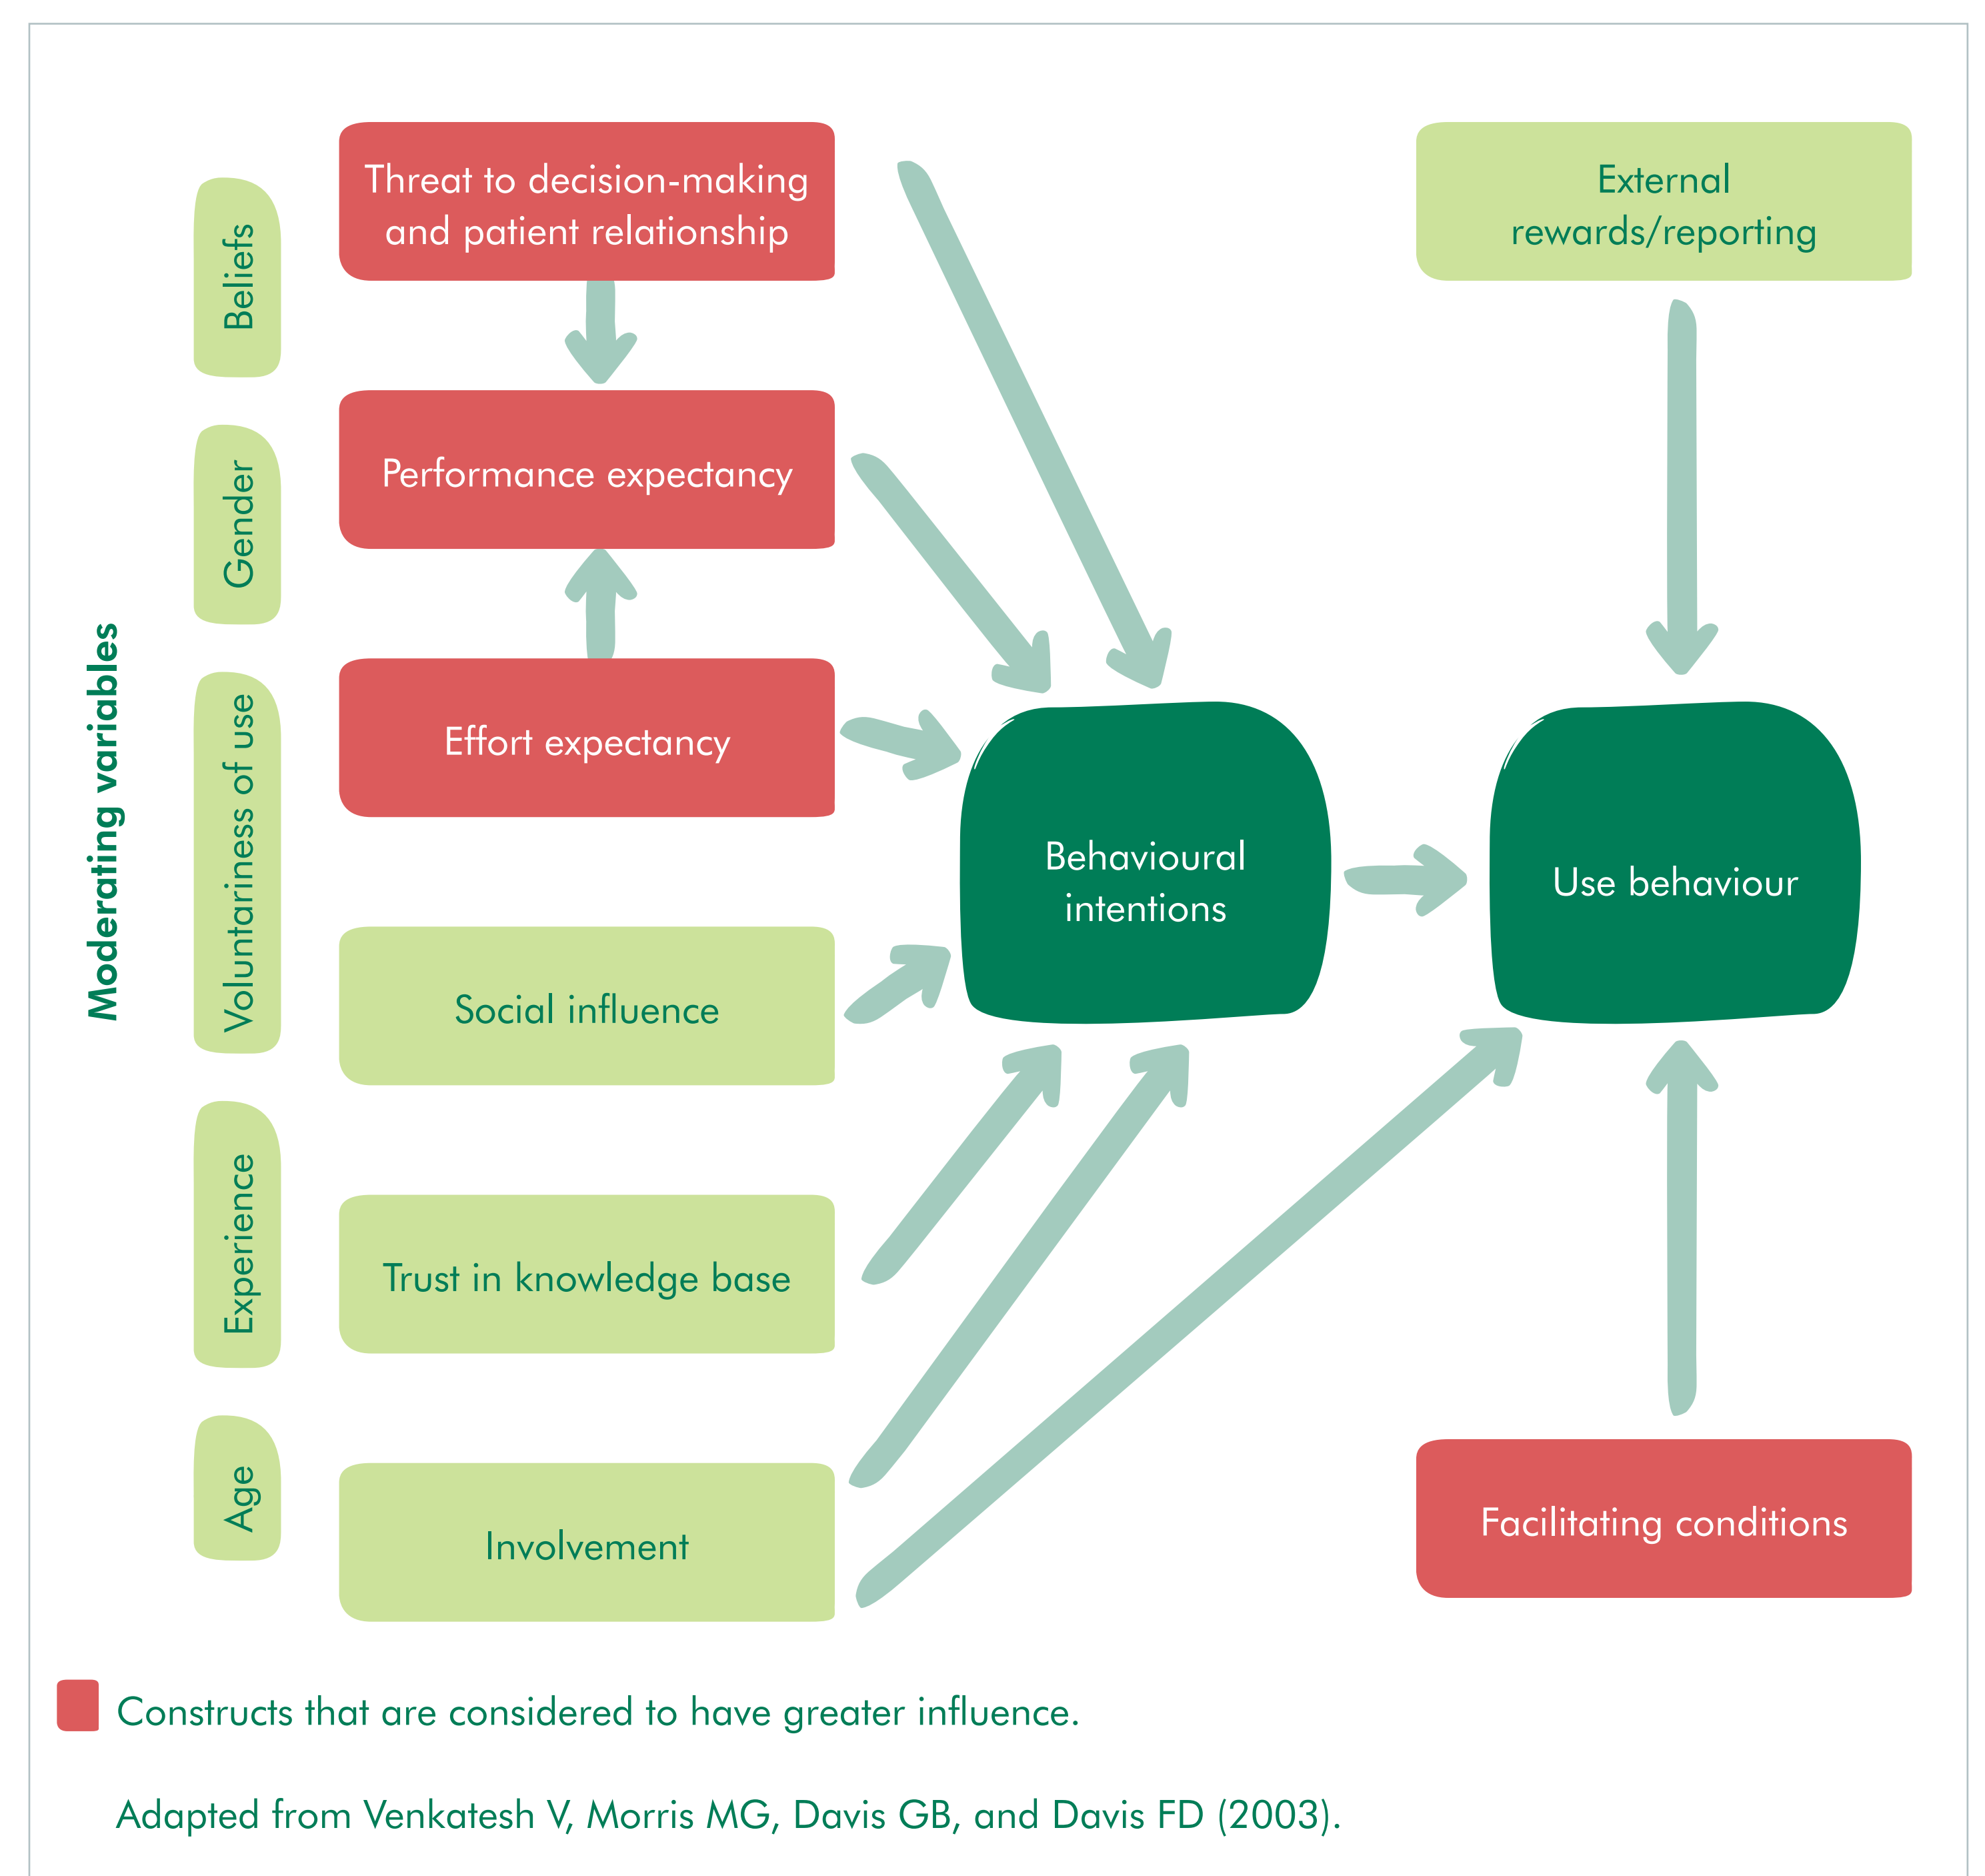 Moderating variables
Beliefs
Gender
Voluntariness of use
Experience
Age
Threat to decision-making
and patient relationship
Performance expectancy
Effort expectancy
Social influence
Trust in knowledge base
Involvement
Behavioural
intentions
External
rewards/reporting
Use behaviour
Facilitating conditions
Constructs that are considered to have greater influence.
Adapted from Venkatesh V, Morris MG, Davis GB, and Davis FD (2003).